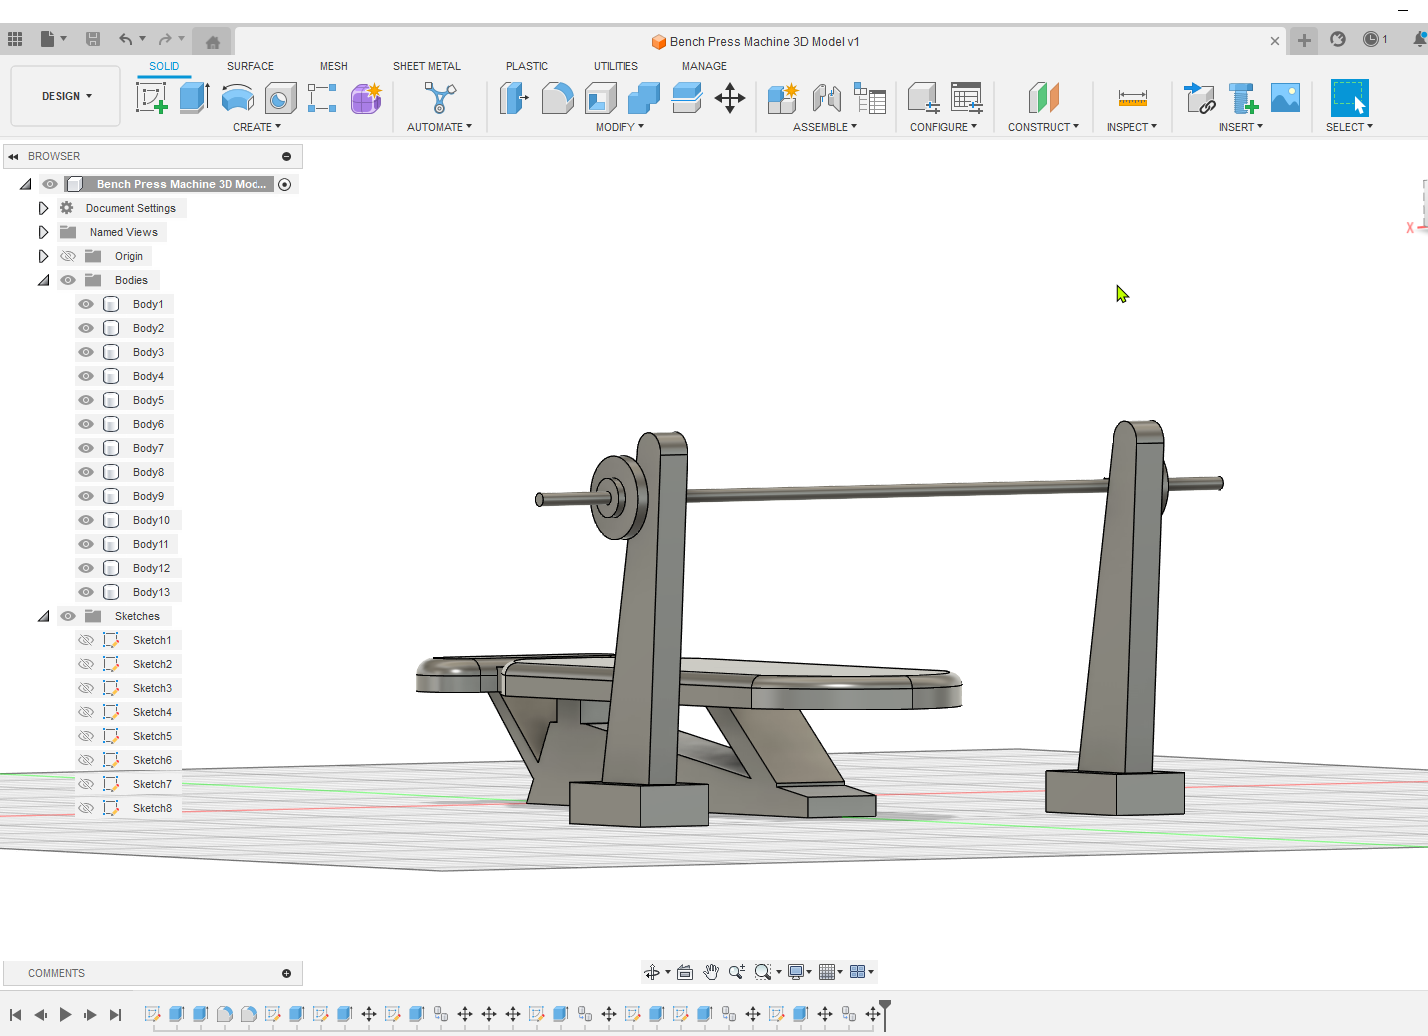 Bench Press Machine 3D Model v1
1
SOLID SURFACE MESH SHEET METAL PLASTIC UTILITIES MANAGE
DESIGN
CREATE AUTOMATE MODIFY ASSEMBLE CONFIGURE CONSTRUCT INSPECT INSERT SELECT
BROWSER
Bench Press Machine 3D Moc...
Document Settings
Named Views
X
Origin
Bodies
Body1
Body2
Body3
Body4
Body5
Body6
Body7
Body8
Body9
Body10
Body11
Body12
Body13
Sketches
Sketch1
Sketch2
Sketch3
Sketch4
Sketch5
Sketch6
Sketch7
Sketch8
COMMENTS